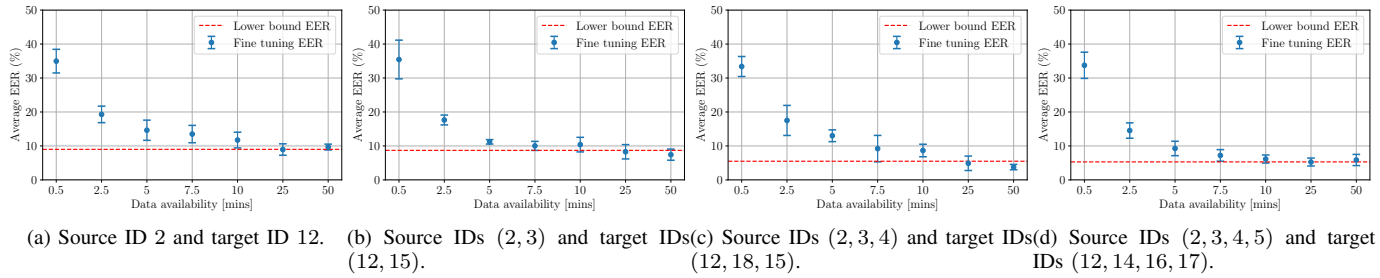 50
40
30
20
10
0
Average EER (%)
0.5 2.5 5 7.5 10 25 50
Data availability [mins]
Lower bound EER
Fine tuning EER
(a) Source ID 2 and target ID 12.
50
40
30
20
10
0
Average EER (%)
0.5 2.5 5 7.5 10 25 50
Data availability [mins]
Lower bound EER
Fine tuning EER
(b) Source IDs (2, 3) and target IDs
(12, 15).
50
40
30
20
10
0
Average EER (%)
0.5 2.5 5 7.5 10 25 50
Data availability [mins]
Lower bound EER
Fine tuning EER
(c) Source IDs (2, 3, 4) and target IDs
(12, 18, 15).
50
40
30
20
10
0
Average EER (%)
0.5 2.5 5 7.5 10 25 50
Data availability [mins]
Lower bound EER
Fine tuning EER
(d) Source IDs (2, 3, 4, 5) and target
IDs (12, 14, 16, 17).